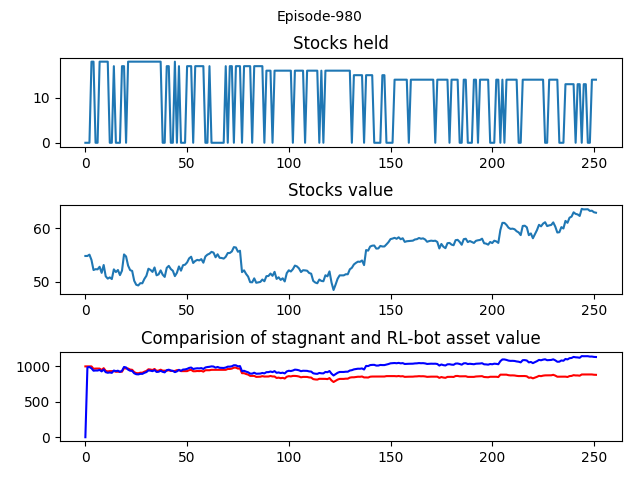 Episode-980
Stocks held
10
0
0 50 100 150 200 250
Stocks value
60
50
0 50 100 150 200 250
Comparision of stagnant and RL-bot asset value
1000
500
0
0 50 100 150 200 250